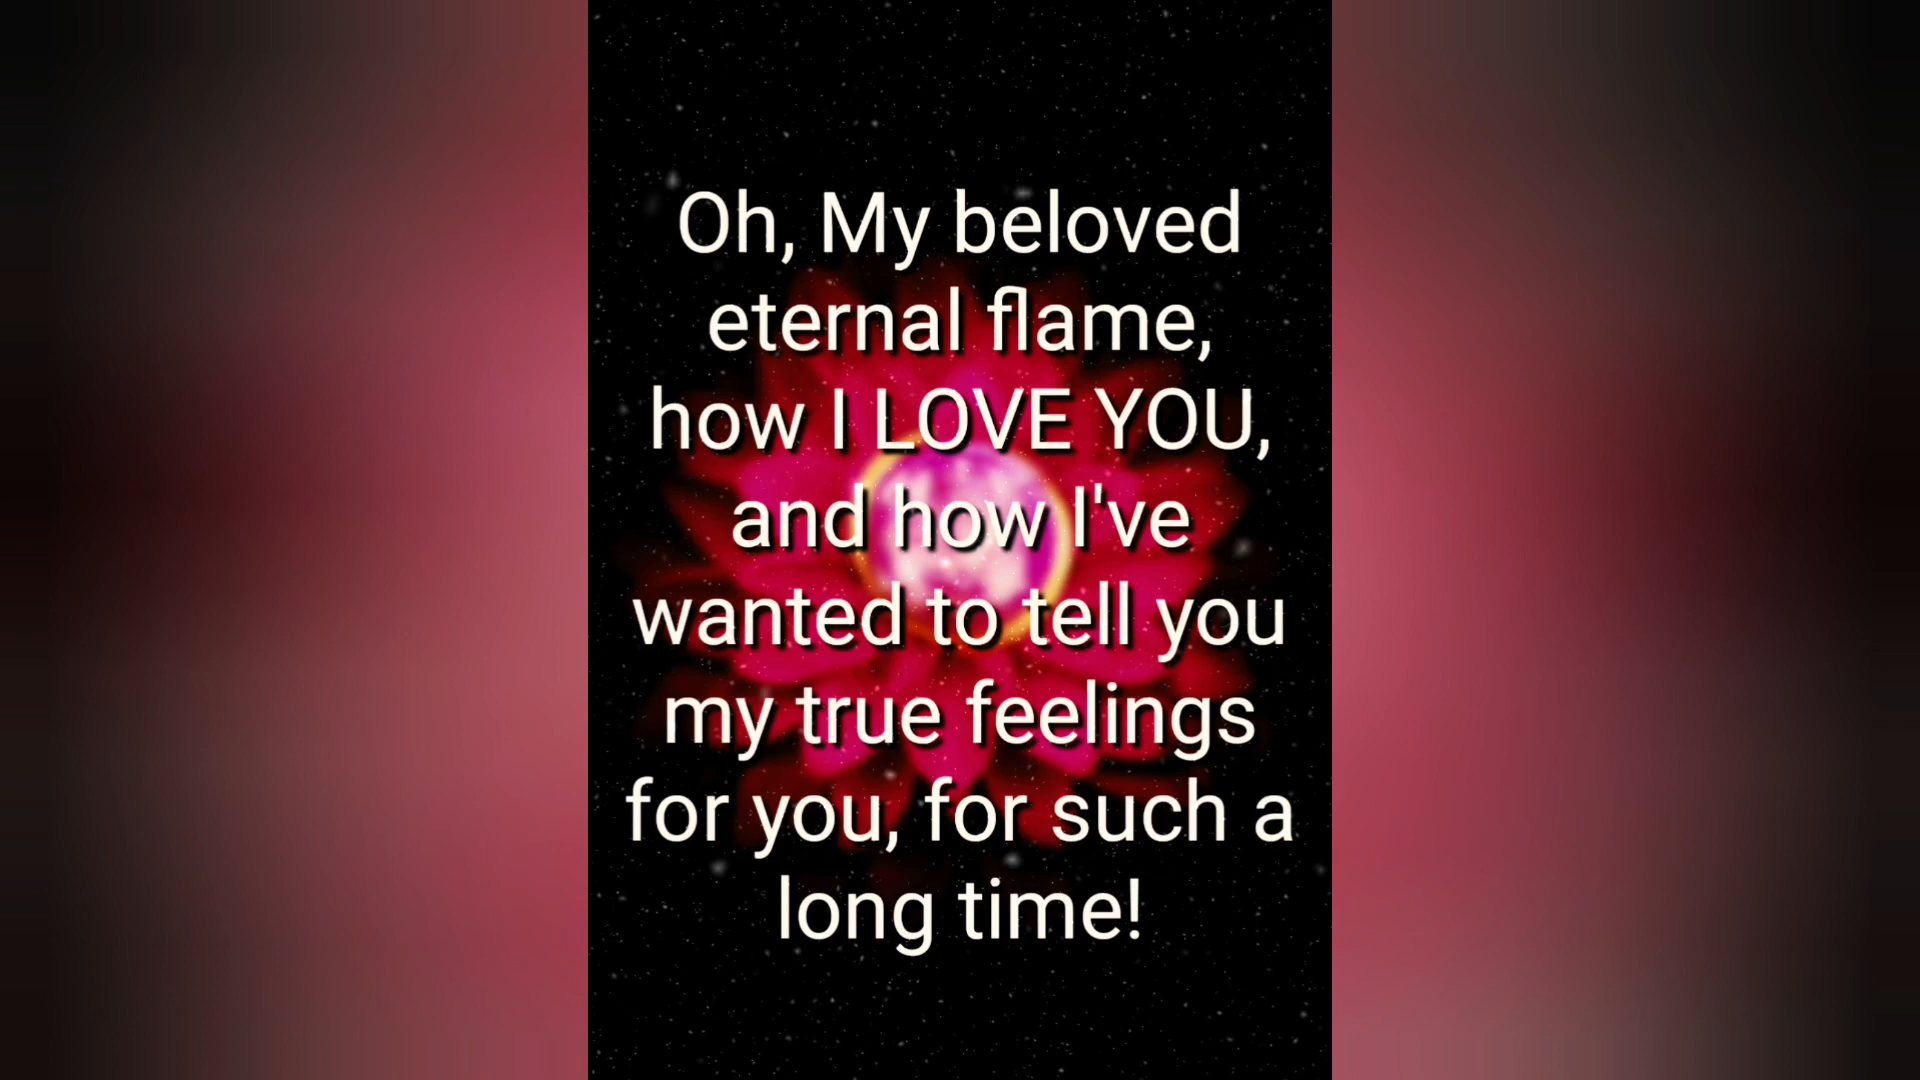 Oh, My beloved
eternal flame,
how I LOVE YOU,
and how I've
wanted to tell you
my true feelings
for you, for such a
long time!